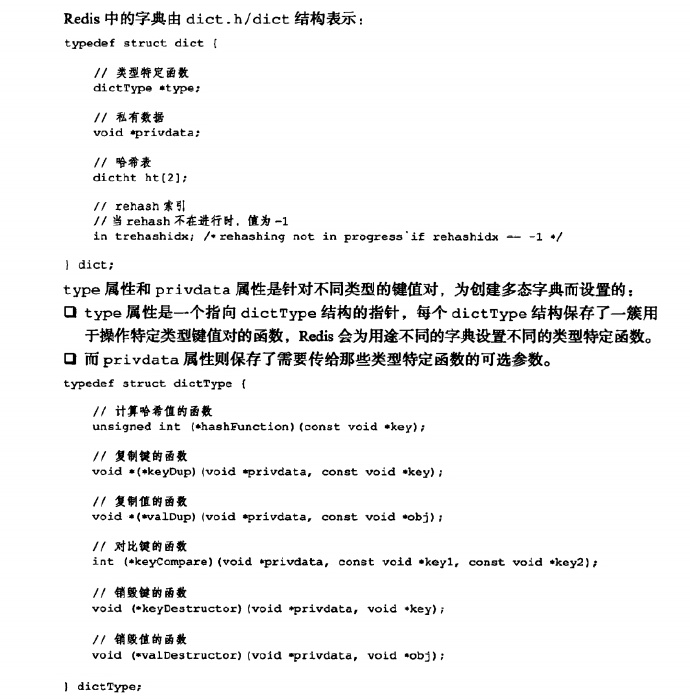 Redis 中的字典由 dict.h/dict 结构表示：
typedef struct dict {
// 类型特定函数
dictType *type;
// 私有数据
void *privdata;
// 哈希表
dictht ht[2];
// rehash 索引
// 当 rehash 不在进行时，值为 -1
in trehashidx; /* rehashing not in progress if rehashidx == -1 */
} dict;
type 属性和 privdata 属性是针对不同类型的键值对，为创建多态字典而设置的：
❑ type 属性是一个指向 dictType 结构的指针，每个 dictType 结构保存了一簇用
于操作特定类型键值对的函数，Redis 会为用途不同的字典设置不同的类型特定函数。
❑ 而 privdata 属性则保存了需要传给那些类型特定函数的可选参数。
typedef struct dictType {
// 计算哈希值的函数
unsigned int (*hashFunction)(const void *key);
// 复制键的函数
void *(*keyDup)(void *privdata, const void *key);
// 复制值的函数
void *(*valDup)(void *privdata, const void *obj);
// 对比键的函数
int (*keyCompare)(void *privdata, const void *key1, const void *key2);
// 销毁键的函数
void (*keyDestructor)(void *privdata, void *key);
// 销毁值的函数
void (*valDestructor)(void *privdata, void *obj);
} dictType;